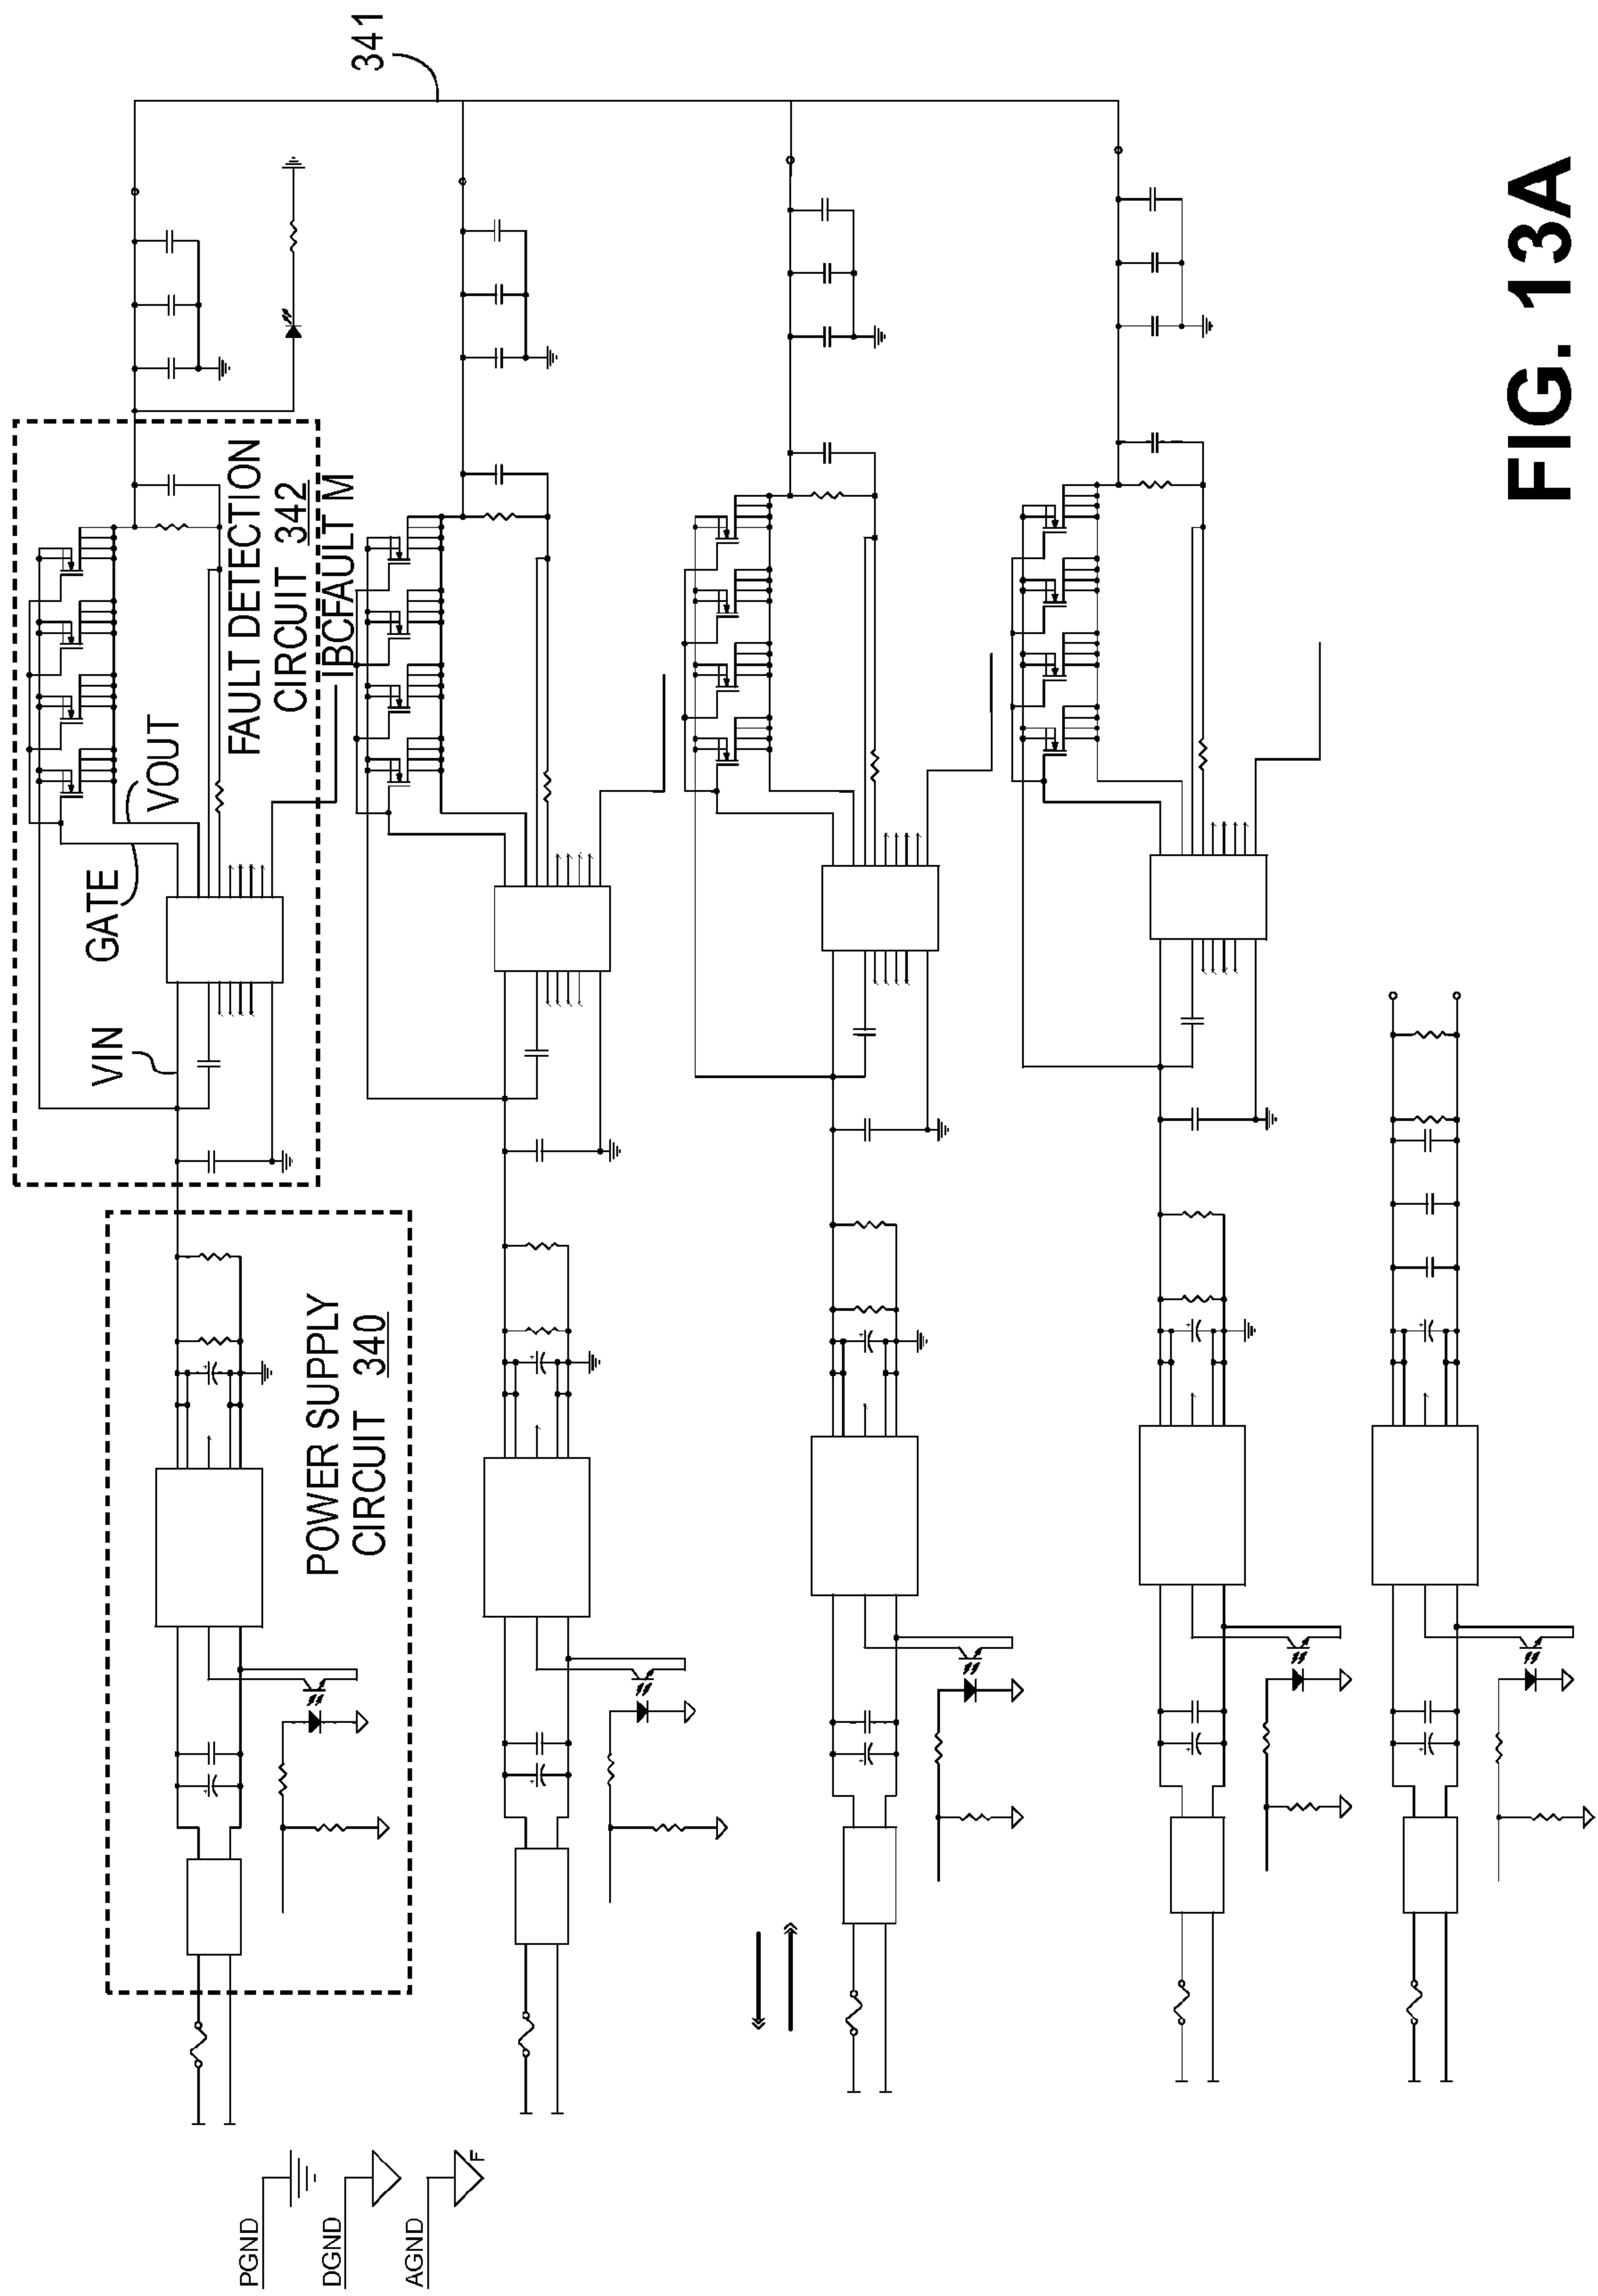 341
FAULT DETECTION
CIRCUIT 342
IBCFAULT M
VOUT
GATE
VIN
POWER SUPPLY
CIRCUIT 340
PGND
DGND
AGND
F
FIG. 13A